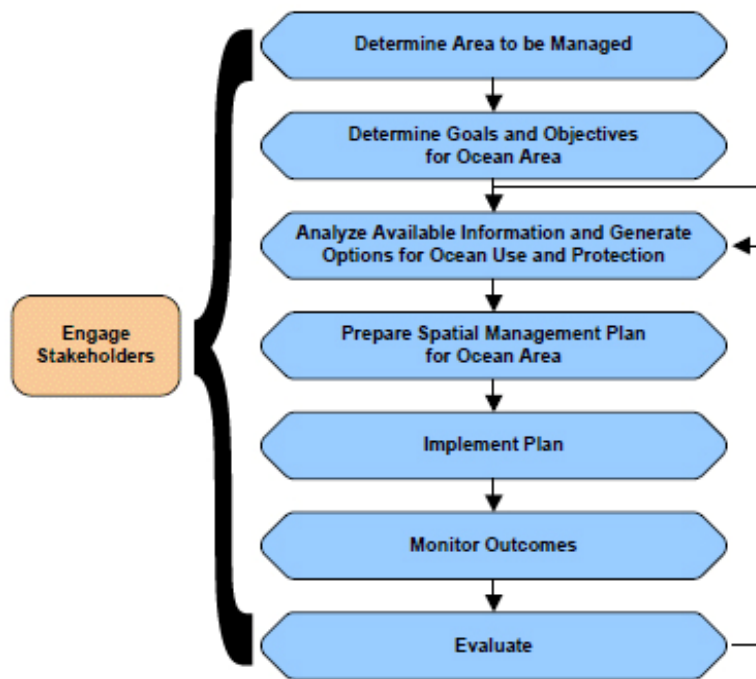 Determine Area to be Managed
Determine Goals and Objectives
for Ocean Area
Analyze Available Information and Generate
Options for Ocean Use and Protection
Engage
Stakeholders
Prepare Spatial Management Plan
for Ocean Area
Implement Plan
Monitor Outcomes
Evaluate